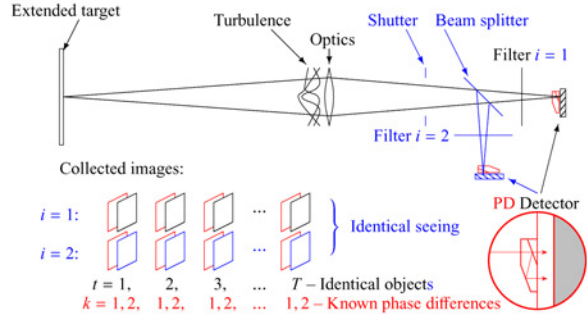 Extended target
Turbulence
Optics
Shutter
Beam splitter
Filter i = 1
Filter i = 2
Collected images:
PD Detector
i = 1:
...
i = 2:
...
Identical seeing
t = 1, 2, 3, ... T – Identical objects
k = 1, 2, 1, 2, 1, 2, ... 1, 2 – Known phase differences